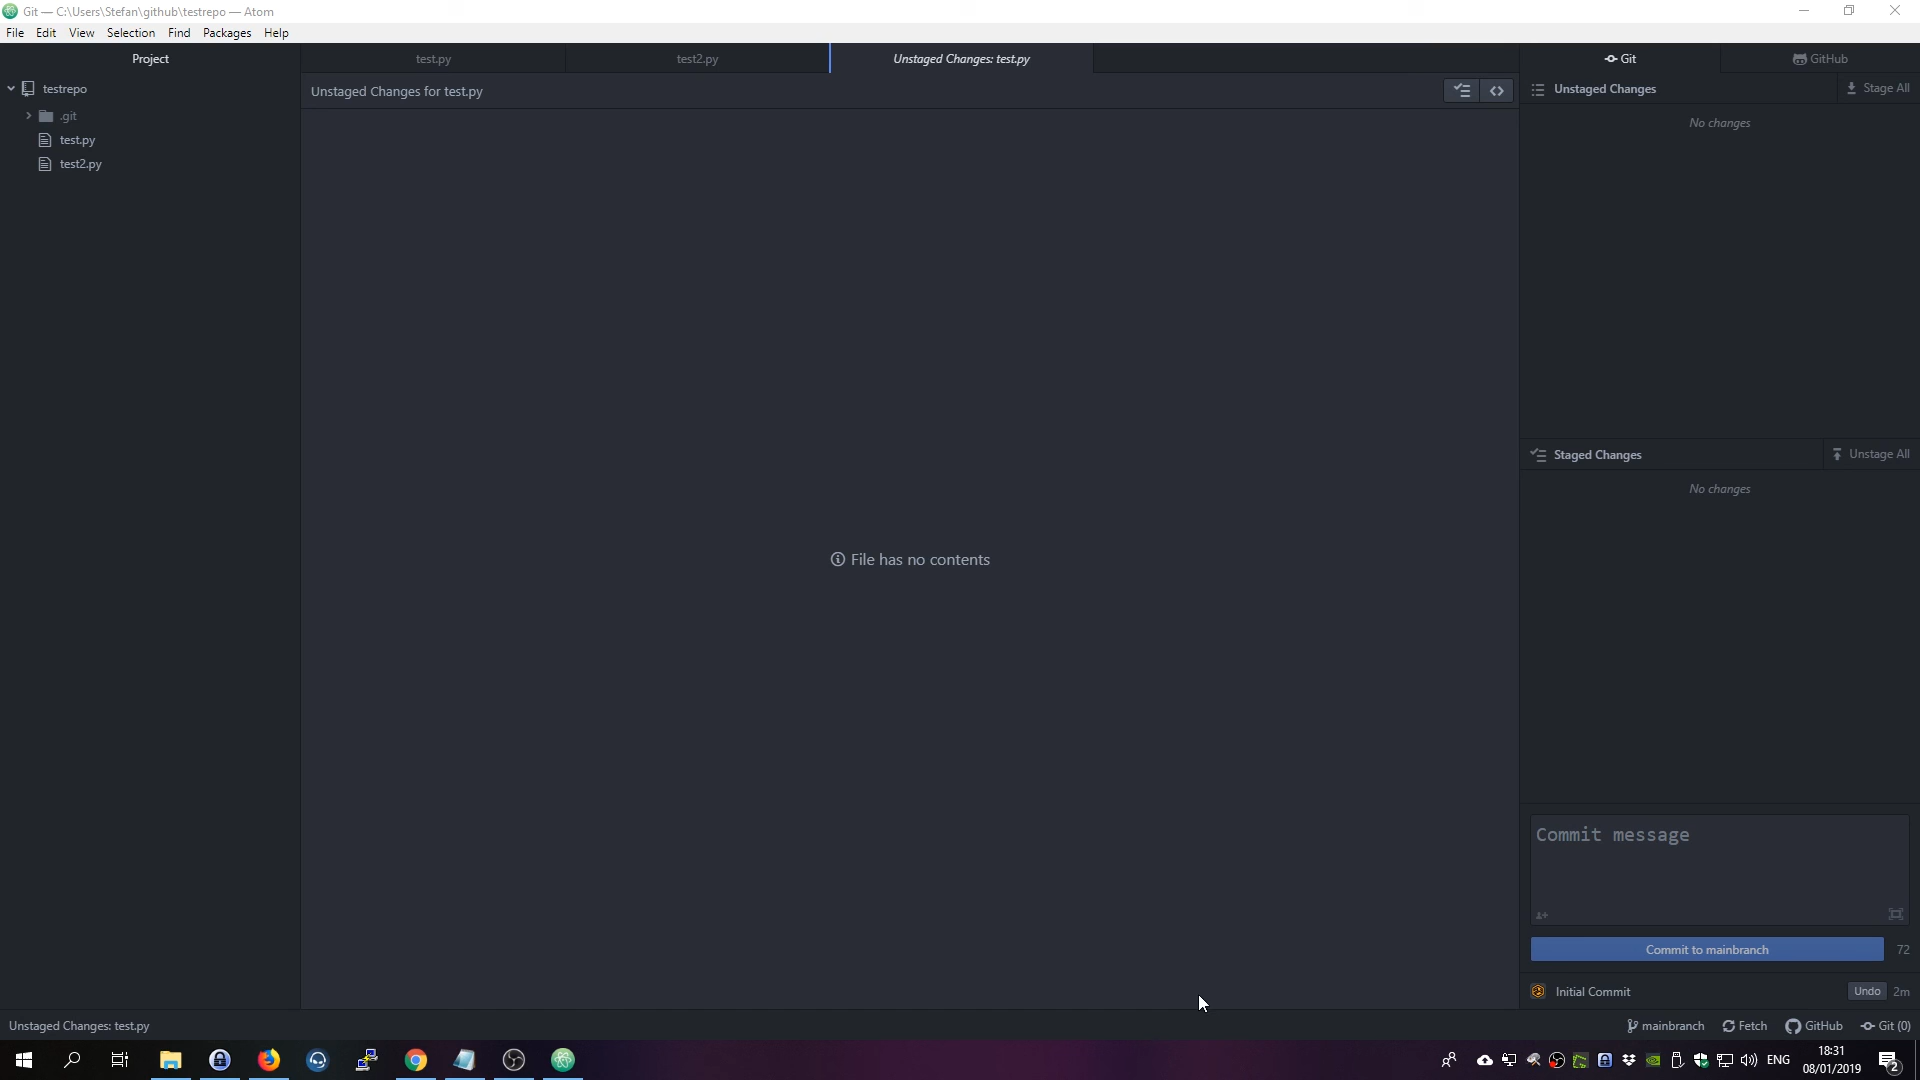 Git — C:\Users\Stefan\github\testrepo — Atom
File Edit View Selection Find Packages Help
Project
test.py
test2.py
Unstaged Changes: test.py
Git
GitHub
testrepo
.git
test.py
test2.py
Unstaged Changes for test.py
Unstaged Changes
Stage All
No changes
File has no contents
Staged Changes
Unstage All
No changes
Commit message
Commit to mainbranch
72
Initial Commit
Undo
2m
Unstaged Changes: test.py
mainbranch
Fetch
GitHub
Git (0)
ENG
18:31
08/01/2019
2